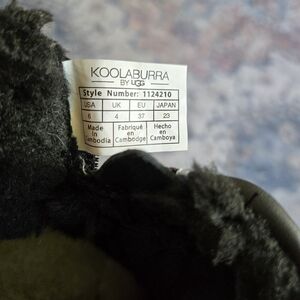 KOOLABURRA
BY UGG
Style Number: 1124210
USA UK EU JAPAN
6 4 37 23
Made Fabriqué Hecho
in en en
Cambodia Cambodge Camboya